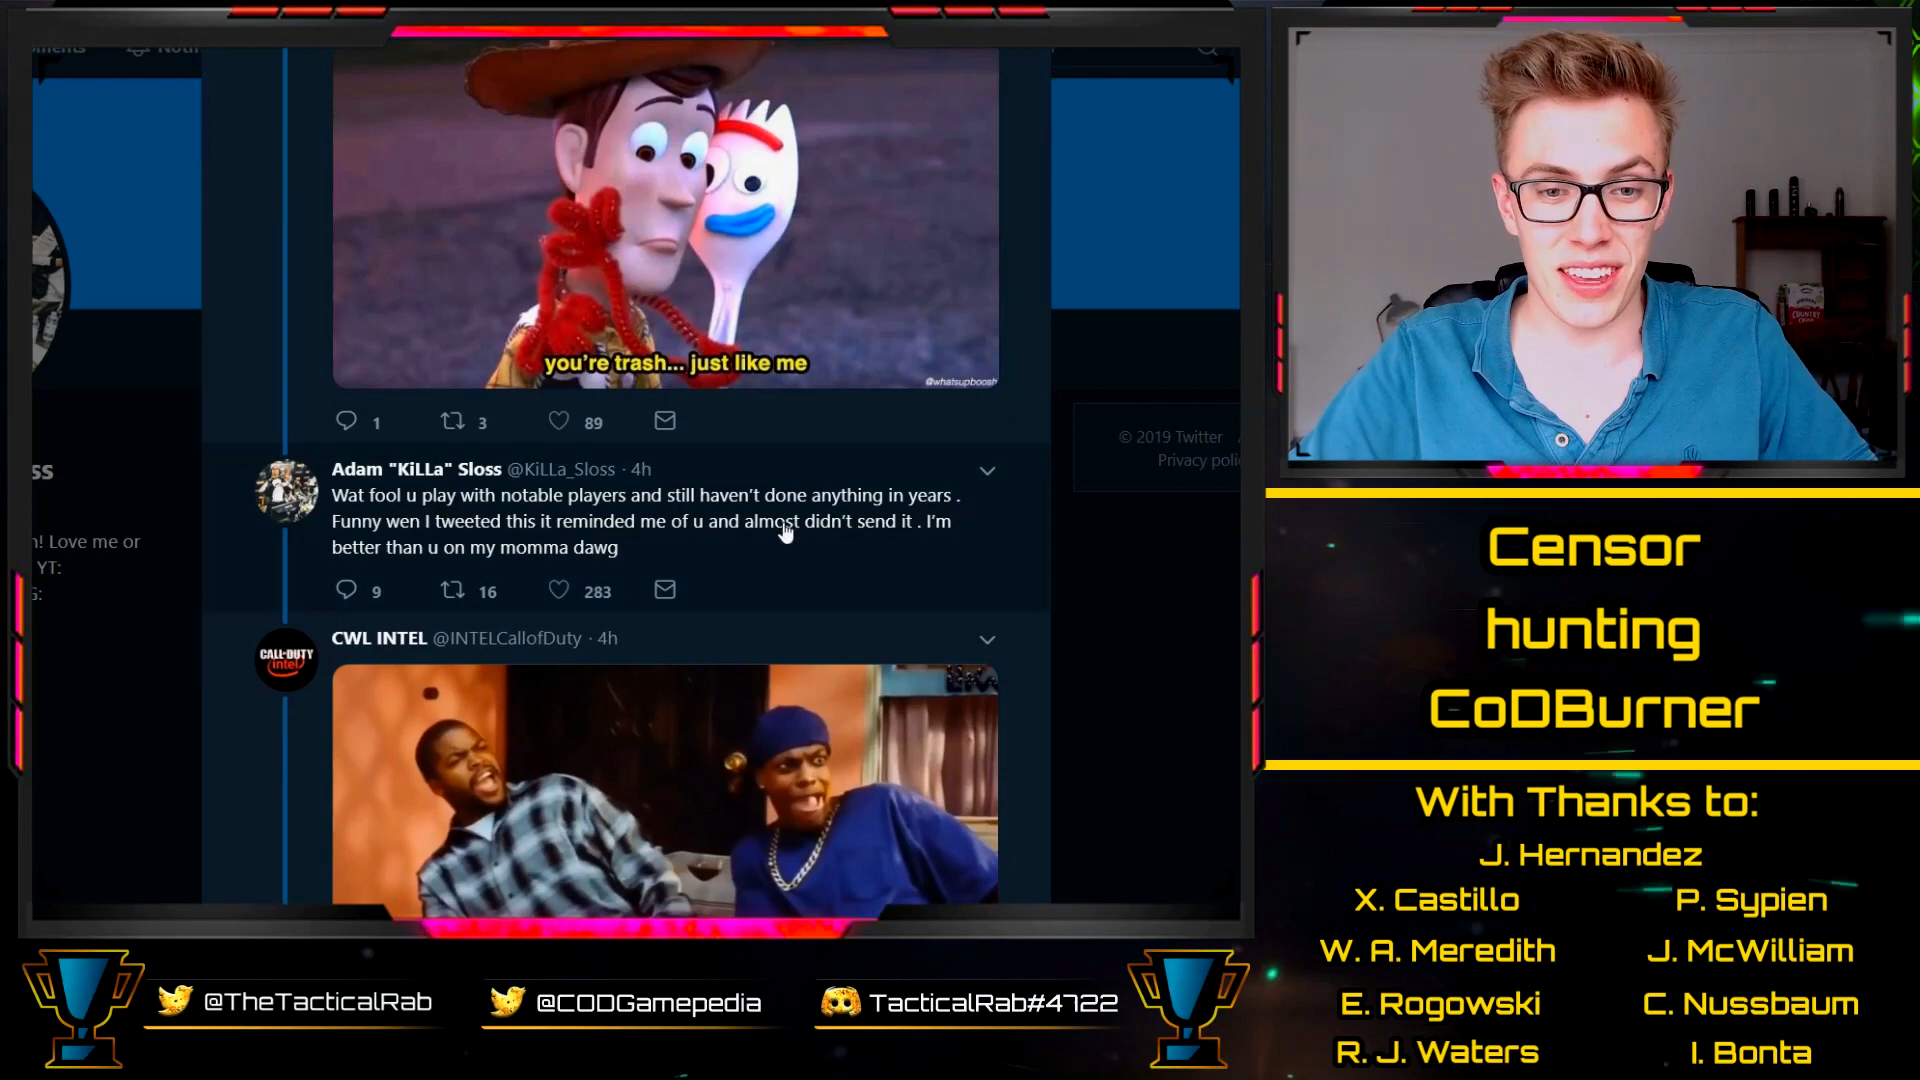 you're trash... just like me
@whatsupboosh
1 3 89
Adam "KiLLa" Sloss @KiLLa_Sloss · 4h
Wat fool u play with notable players and still haven't done anything in years .
Funny wen I tweeted this it reminded me of u and almost didn't send it . I'm
better than u on my momma dawg
9 16 283
CWL INTEL @INTELCallofDuty · 4h
CALL·DUTY
intel
ss
! Love me or
YT:
G:
© 2019 Twitter
Privacy poli
COUNTRY
Censor
hunting
CoDBurner
With Thanks to:
J. Hernandez
X. Castillo P. Sypien
W. A. Meredith J. McWilliam
E. Rogowski C. Nussbaum
R. J. Waters I. Bonta
@TheTacticalRab @CODGamepedia TacticalRab#4722